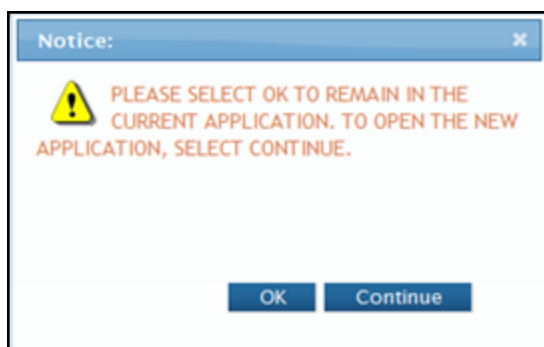 Notice:
PLEASE SELECT OK TO REMAIN IN THE
CURRENT APPLICATION. TO OPEN THE NEW
APPLICATION, SELECT CONTINUE.
OK
Continue